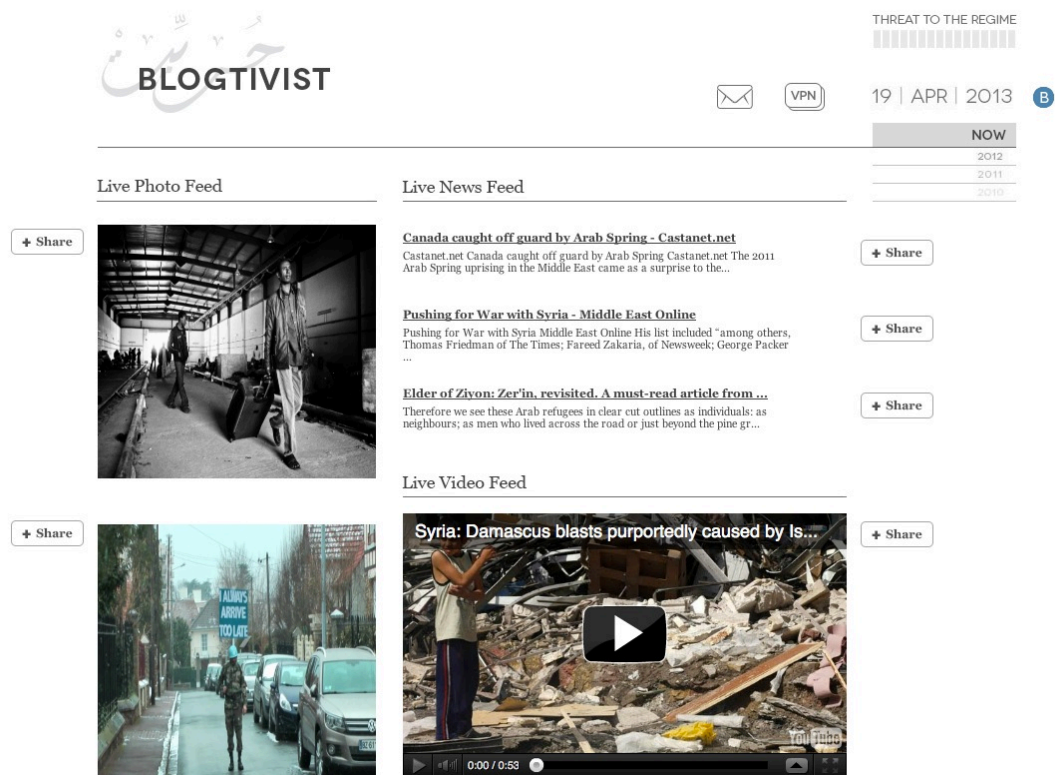 THREAT TO THE REGIME
BLOGTIVIST
VPN
19 | APR | 2013
B
NOW
2012
2011
2010
Live Photo Feed
Live News Feed
+ Share
Canada caught off guard by Arab Spring - Castanet.net
Castanet.net Canada caught off guard by Arab Spring Castanet.net The 2011
Arab Spring uprising in the Middle East came as a surprise to the...
+ Share
Pushing for War with Syria - Middle East Online
Pushing for War with Syria Middle East Online His list included "among others,
Thomas Friedman of The Times; Fareed Zakaria, of Newsweek; George Packer
...
+ Share
Elder of Ziyon: Zer'in, revisited. A must-read article from ...
Therefore we see these Arab refugees in clear cut outlines as individuals: as
neighbours; as men who lived across the road or just beyond the pine gr...
+ Share
Live Video Feed
+ Share
I ALWAYS
ARRIVE
TOO LATE
Syria: Damascus blasts purportedly caused by Is...
YouTube
0:00 / 0:53
+ Share